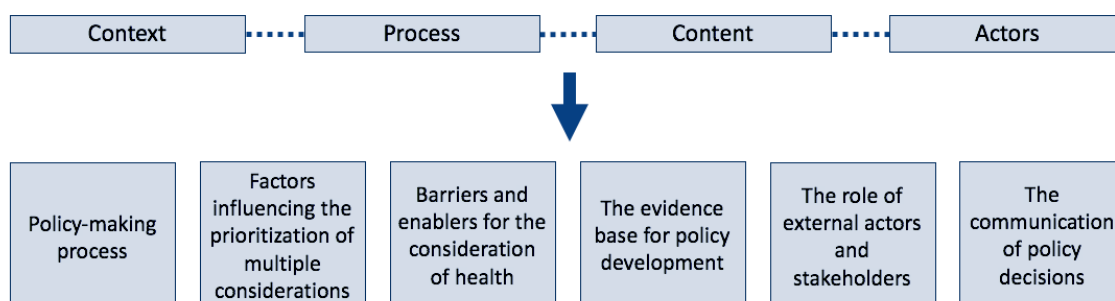 Context
Process
Content
Actors
Policy-making
process
Factors
influencing the
prioritization of
multiple
considerations
Barriers and
enablers for the
consideration
of health
The evidence
base for policy
development
The role of
external actors
and
stakeholders
The
communication
of policy
decisions